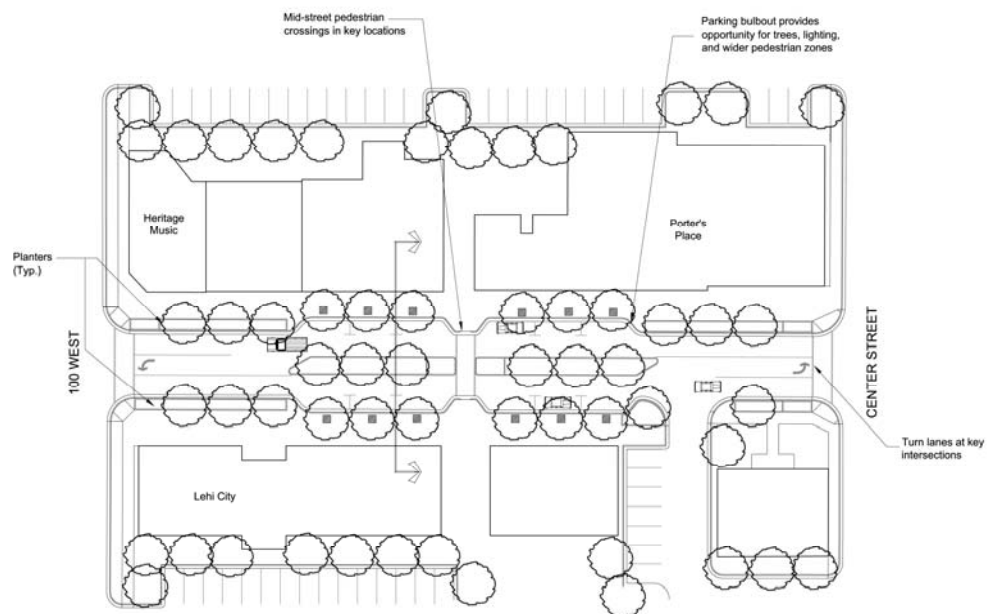 Mid-street pedestrian
crossings in key locations
Parking bulbout provides
opportunity for trees, lighting,
and wider pedestrian zones
Heritage
Music
Porter's
Place
Planters
(Typ.)
100 WEST
CENTER STREET
Turn lanes at key
intersections
Lehi City